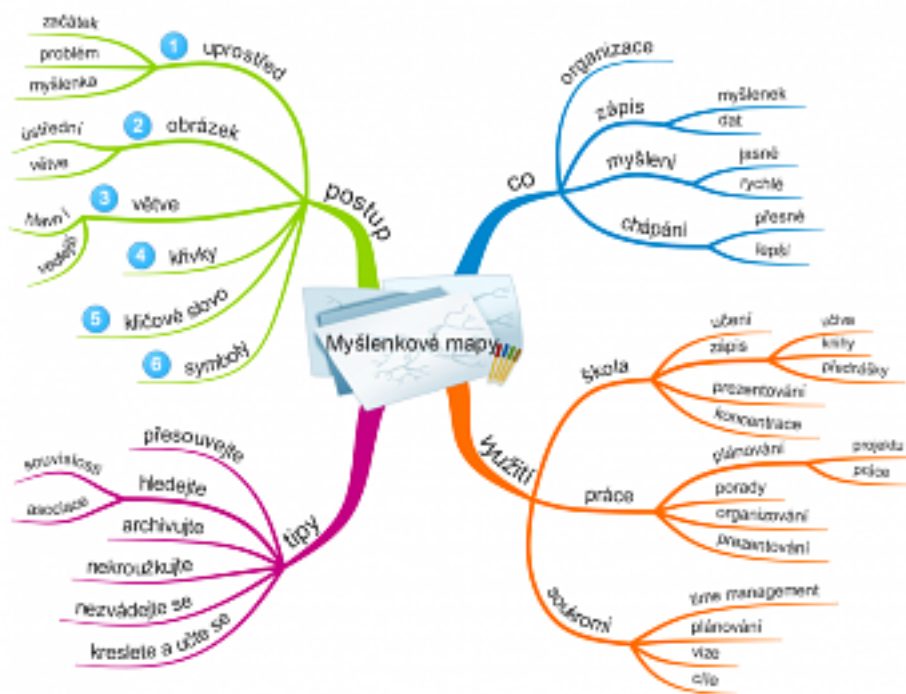 Myšlenkové mapy
postup
1 uprostřed
začátek
problém
myšlenka
2 obrázek
ústřední
větve
3 větve
hlavní
vedejší
4 křivky
5 klíčové slovo
6 symboly
co
organizace
zápis
myšlenek
dat
myšlení
jasné
rychlé
chápání
přesné
lepší
využití
škola
učení
zápis
učiva
knihy
přednášky
prezentování
koncentrace
práce
plánování
projektu
práce
porady
organizování
prezentování
soukromí
time management
plánování
vize
cíle
tipy
přesouvejte
hledejte
asociace
archivujte
nekroužkujte
nezvádejte se
kreslete a učte se